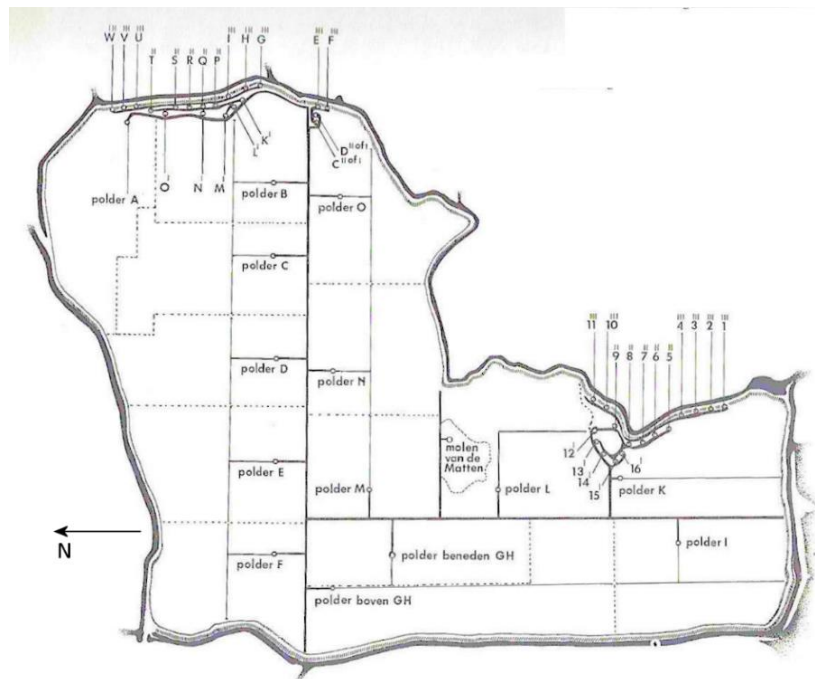 W''' V''' U'''
T'' S'' R'' Q'' P''
I''' H''' G'''
E''' F'''
K'
L'
D'' of '
C'' of '
polder A
O' N' M'
polder B
polder O
polder C
11''' 10''' 9'' 8'' 7'' 6'' 5'' 4''' 3''' 2''' 1'''
polder D
polder N
molen
van de
Matten
12'
13'
14'
15'
16'
polder E
polder M
polder L
polder K
N
polder F
polder beneden GH
polder I
polder boven GH